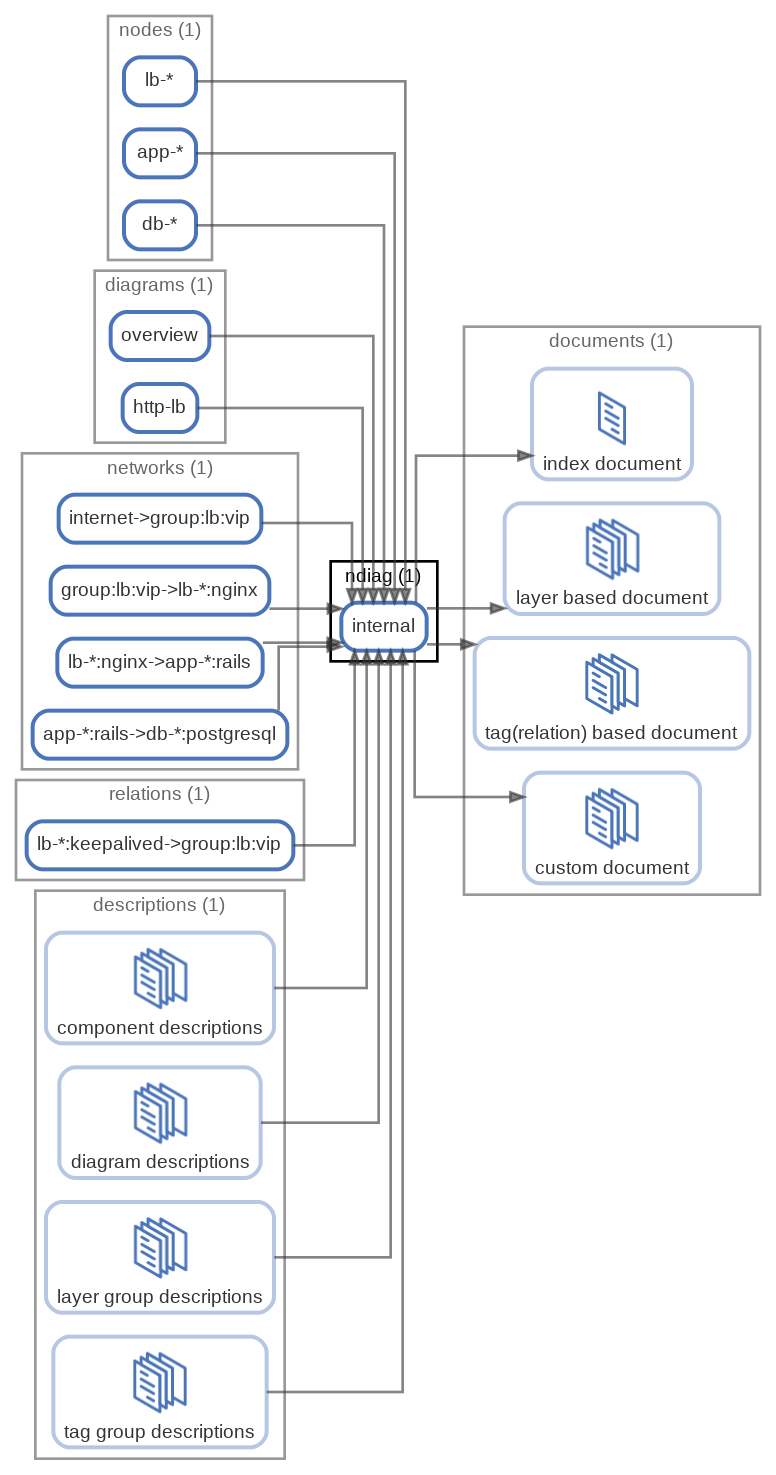 nodes (1)
lb-*
app-*
db-*
diagrams (1)
overview
http-lb
networks (1)
internet->group:lb:vip
group:lb:vip->lb-*:nginx
lb-*:nginx->app-*:rails
app-*:rails->db-*:postgresql
relations (1)
lb-*:keepalived->group:lb:vip
descriptions (1)
component descriptions
diagram descriptions
layer group descriptions
tag group descriptions
ndiag (1)
internal
documents (1)
index document
layer based document
tag(relation) based document
custom document